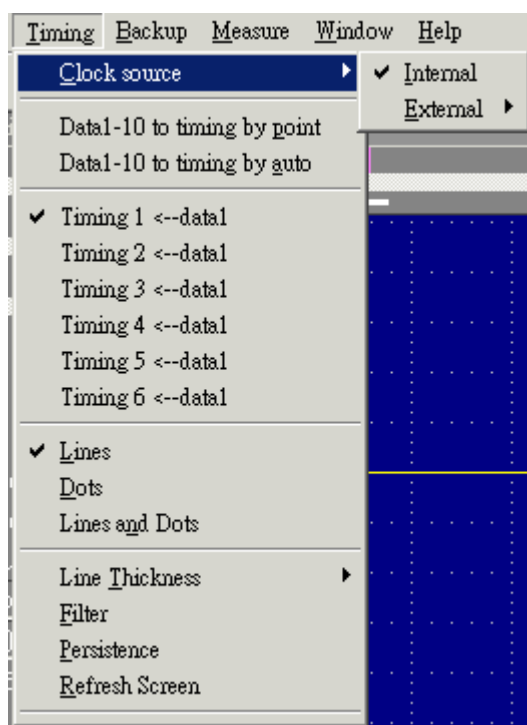 Timing Backup Measure Window Help
Clock source
Internal
External
Data1-10 to timing by point
Data1-10 to timing by auto
Timing 1 <--data1
Timing 2 <--data1
Timing 3 <--data1
Timing 4 <--data1
Timing 5 <--data1
Timing 6 <--data1
Lines
Dots
Lines and Dots
Line Thickness
Filter
Persistence
Refresh Screen